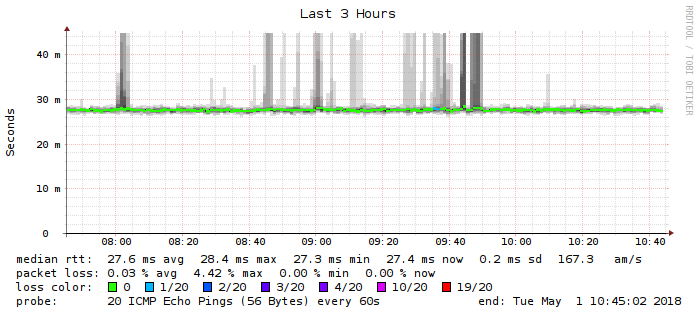 Last 3 Hours
RRDTOOL / TOBI OETIKER
Seconds
40 m
30 m
20 m
10 m
0
08:00 08:20 08:40 09:00 09:20 09:40 10:00 10:20 10:40
median rtt: 27.6 ms avg 28.4 ms max 27.3 ms min 27.4 ms now 0.2 ms sd 167.3 am/s
packet loss: 0.03 % avg 4.42 % max 0.00 % min 0.00 % now
loss color: 0 1/20 2/20 3/20 4/20 10/20 19/20
probe: 20 ICMP Echo Pings (56 Bytes) every 60s end: Tue May 1 10:45:02 2018